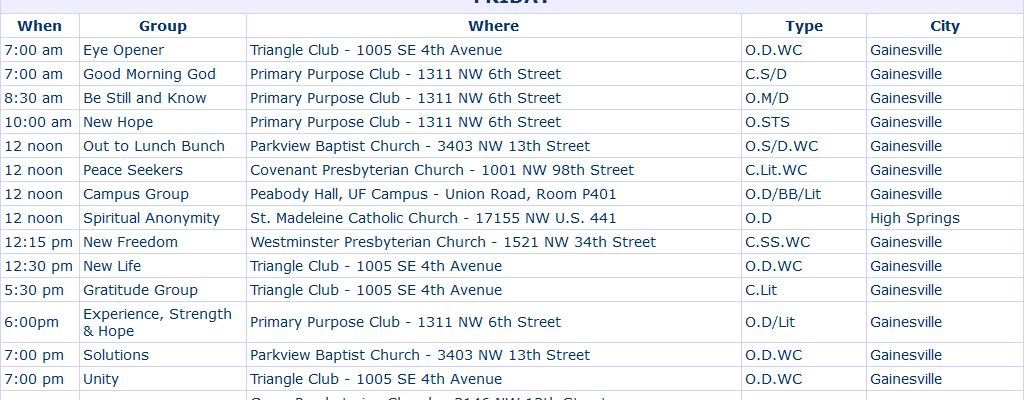 FRIDAY
When Group Where Type City
7:00 am Eye Opener Triangle Club - 1005 SE 4th Avenue O.D.WC Gainesville
7:00 am Good Morning God Primary Purpose Club - 1311 NW 6th Street C.S/D Gainesville
8:30 am Be Still and Know Primary Purpose Club - 1311 NW 6th Street O.M/D Gainesville
10:00 am New Hope Primary Purpose Club - 1311 NW 6th Street O.STS Gainesville
12 noon Out to Lunch Bunch Parkview Baptist Church - 3403 NW 13th Street O.S/D.WC Gainesville
12 noon Peace Seekers Covenant Presbyterian Church - 1001 NW 98th Street C.Lit.WC Gainesville
12 noon Campus Group Peabody Hall, UF Campus - Union Road, Room P401 O.D/BB/Lit Gainesville
12 noon Spiritual Anonymity St. Madeleine Catholic Church - 17155 NW U.S. 441 O.D High Springs
12:15 pm New Freedom Westminster Presbyterian Church - 1521 NW 34th Street C.SS.WC Gainesville
12:30 pm New Life Triangle Club - 1005 SE 4th Avenue O.D.WC Gainesville
5:30 pm Gratitude Group Triangle Club - 1005 SE 4th Avenue C.Lit Gainesville
6:00pm Experience, Strength & Hope Primary Purpose Club - 1311 NW 6th Street O.D/Lit Gainesville
7:00 pm Solutions Parkview Baptist Church - 3403 NW 13th Street O.D.WC Gainesville
7:00 pm Unity Triangle Club - 1005 SE 4th Avenue O.D.WC Gainesville